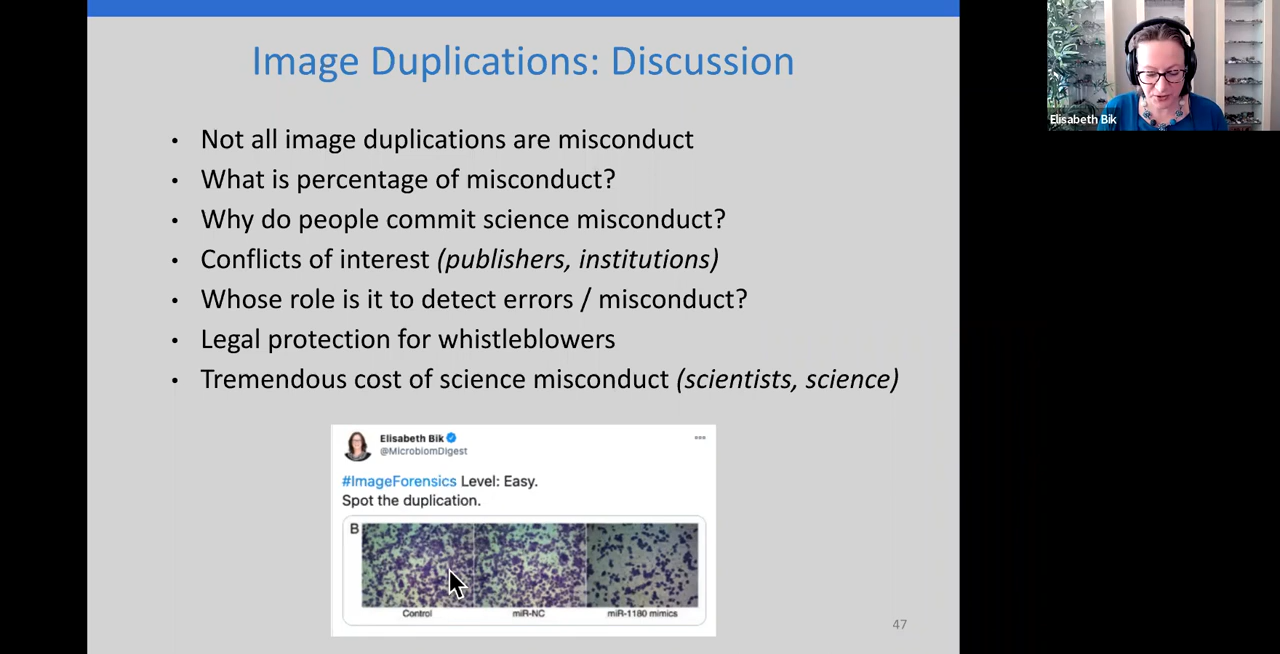 Image Duplications: Discussion
• Not all image duplications are misconduct
• What is percentage of misconduct?
• Why do people commit science misconduct?
• Conflicts of interest (publishers, institutions)
• Whose role is it to detect errors / misconduct?
• Legal protection for whistleblowers
• Tremendous cost of science misconduct (scientists, science)
Elisabeth Bik
@MicrobiomDigest
#ImageForensics Level: Easy.
Spot the duplication.
B
Control miR-NC miR-1180 mimics
47
Elisabeth Bik